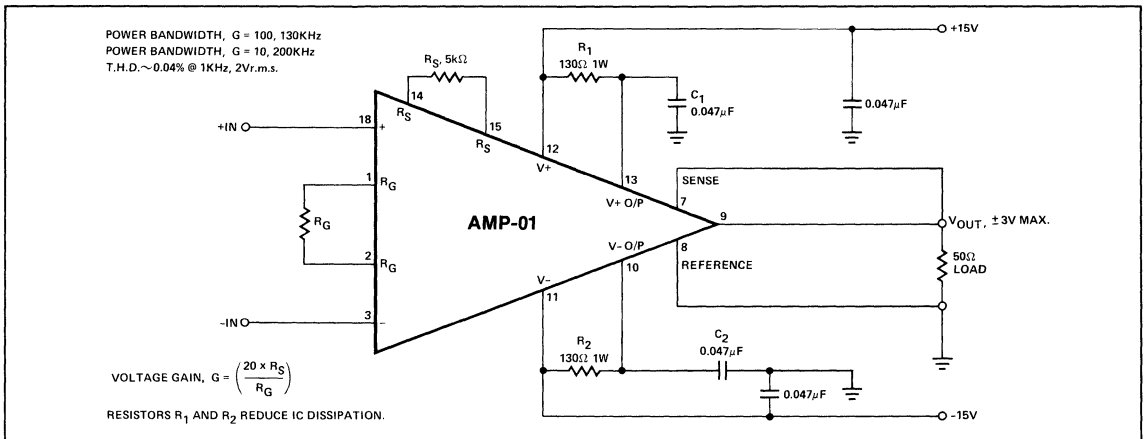 POWER BANDWIDTH, G = 100, 130KHz
POWER BANDWIDTH, G = 10, 200KHz
T.H.D.~0.04% @ 1KHz, 2Vr.m.s.
+15V
R1
130Ω 1W
RS, 5kΩ
C1
0.047μF
0.047μF
14
RS
15
RS
+IN
18
+
12
V+
13
V+ O/P
SENSE
7
1
RG
RG
AMP-01
9
VOUT, ±3V MAX.
V- O/P
10
8
REFERENCE
50Ω
LOAD
2
RG
V-
11
-IN
3
-
R2
130Ω 1W
C2
0.047μF
0.047μF
-15V
VOLTAGE GAIN, G = (20 x RS / RG)
RESISTORS R1 AND R2 REDUCE IC DISSIPATION.